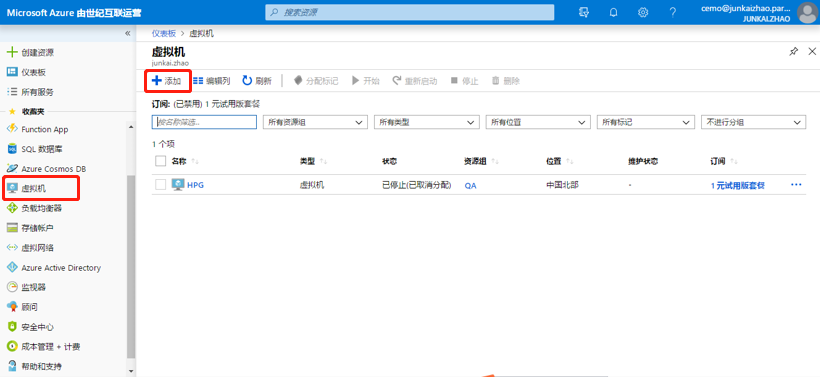 Microsoft Azure 由世纪互联运营
搜索资源
cemo@junkaizhao.par...
JUNKAIZHAO
创建资源
仪表板
所有服务
收藏夹
Function App
SQL 数据库
Azure Cosmos DB
虚拟机
负载均衡器
存储帐户
虚拟网络
Azure Active Directory
监视器
顾问
安全中心
成本管理 + 计费
帮助和支持
仪表板 > 虚拟机
虚拟机
junkai.zhao
添加 编辑列 刷新 分配标记 开始 重新启动 停止 删除
订阅: (已禁用) 1 元试用版套餐
按名称筛选... 所有资源组 所有类型 所有位置 所有标记 不进行分组
1 个项
名称 类型 状态 资源组 位置 维护状态 订阅
HPG 虚拟机 已停止(已取消分配) QA 中国北部 - 1 元试用版套餐